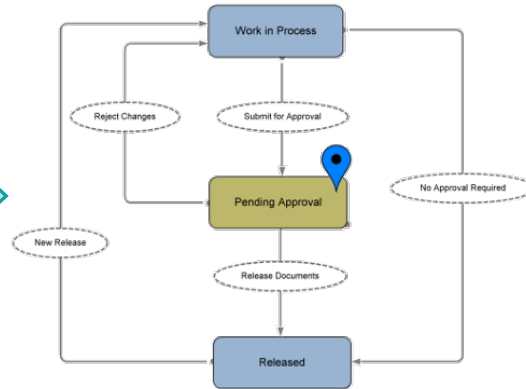 Work in Process
Reject Changes
Submit for Approval
No Approval Required
Pending Approval
New Release
Release Documents
Released